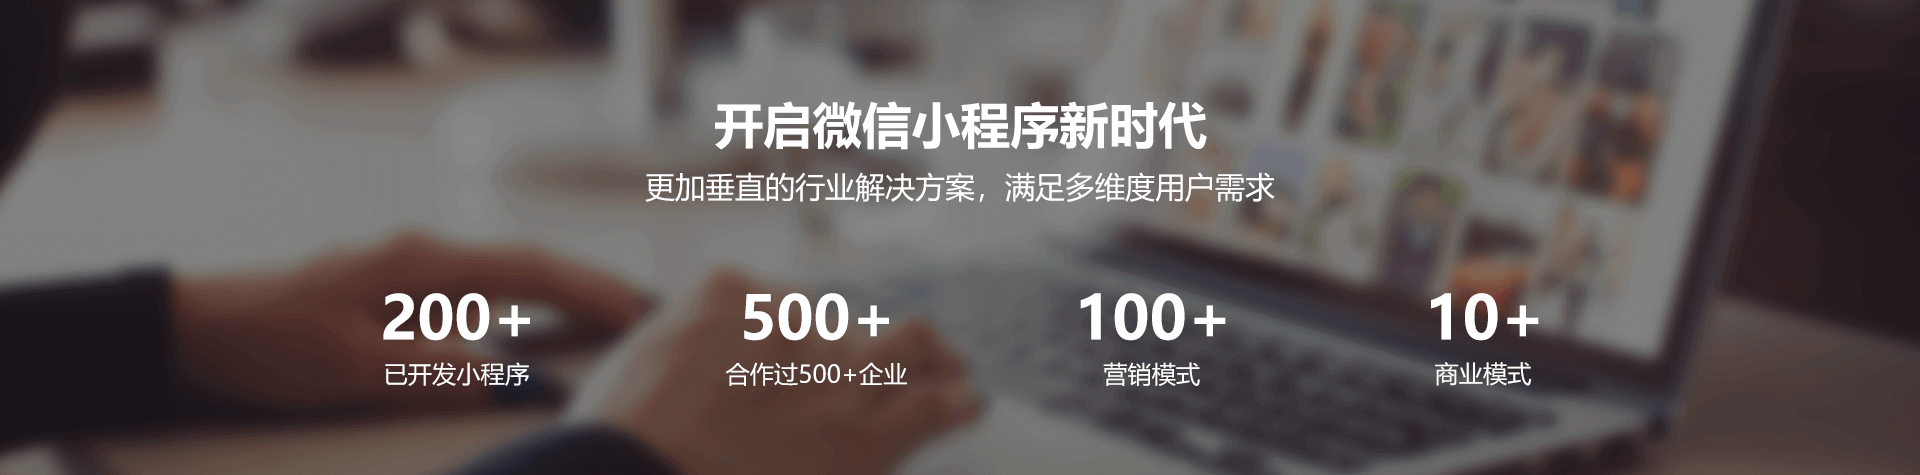 开启微信小程序新时代
更加垂直的行业解决方案，满足多维度用户需求
200+
500+
100+
10+
已开发小程序
合作过500+企业
营销模式
商业模式